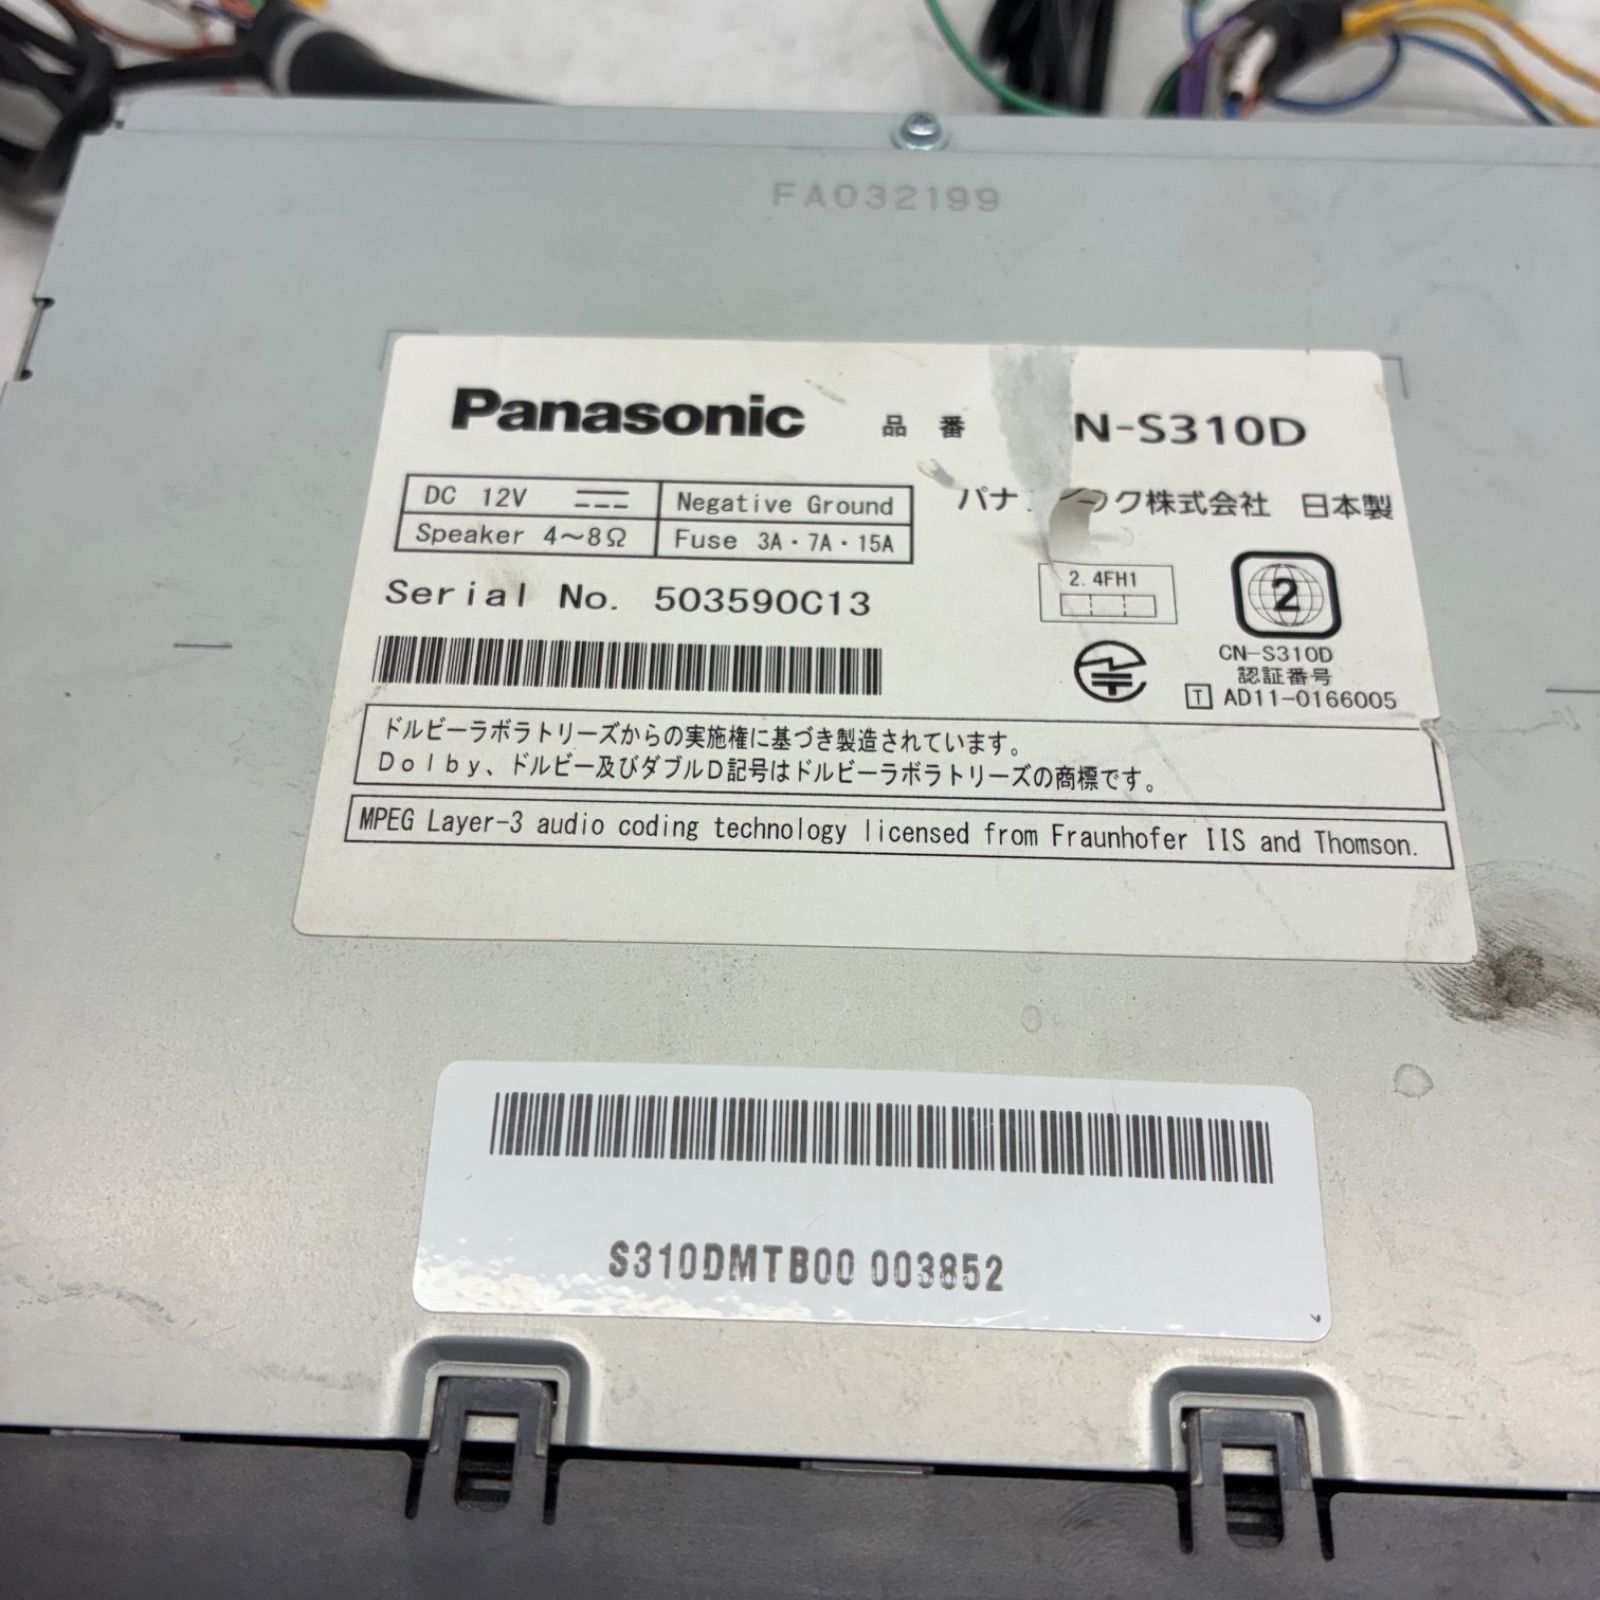 FA032199
Panasonic 品番 N-S310D
DC 12V Negative Ground
Speaker 4～8Ω Fuse 3A・7A・15A
パナ ック株式会社 日本製
Serial No. 503590C13
2.4FH1
2
CN-S310D
認証番号
T AD11-0166005
ドルビーラボラトリーズからの実施権に基づき製造されています。
Dolby、ドルビー及びダブルD記号はドルビーラボラトリーズの商標です。
MPEG Layer-3 audio coding technology licensed from Fraunhofer IIS and Thomson.
S310DMTB00 003852